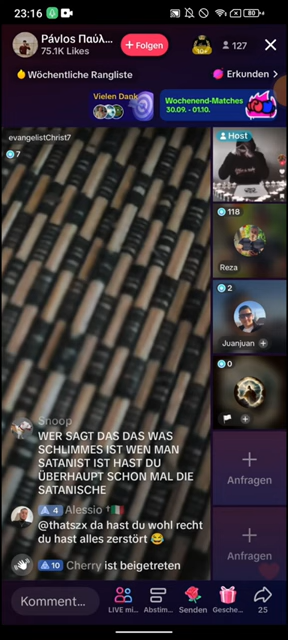 23:16
80
Pávlos Παύλ...
75.1K Likes
+ Folgen
10+
127
Wöchentliche Rangliste
Erkunden >
Vielen Dank
Wochenend-Matches
30.09. - 01.10.
evangelistChrist7
7
Host
118
Reza
2
Juanjuan
0
Anfragen
Anfragen
Snoop
WER SAGT DAS DAS WAS
SCHLIMMES IST WEN MAN
SATANIST IST HAST DU
ÜBERHAUPT SCHON MAL DIE
SATANISCHE
4 Alessio
@thatszx da hast du wohl recht
du hast alles zerstört
10 Cherry ist beigetreten
Komment...
LIVE mi...
Abstim...
Senden
Gesche...
25